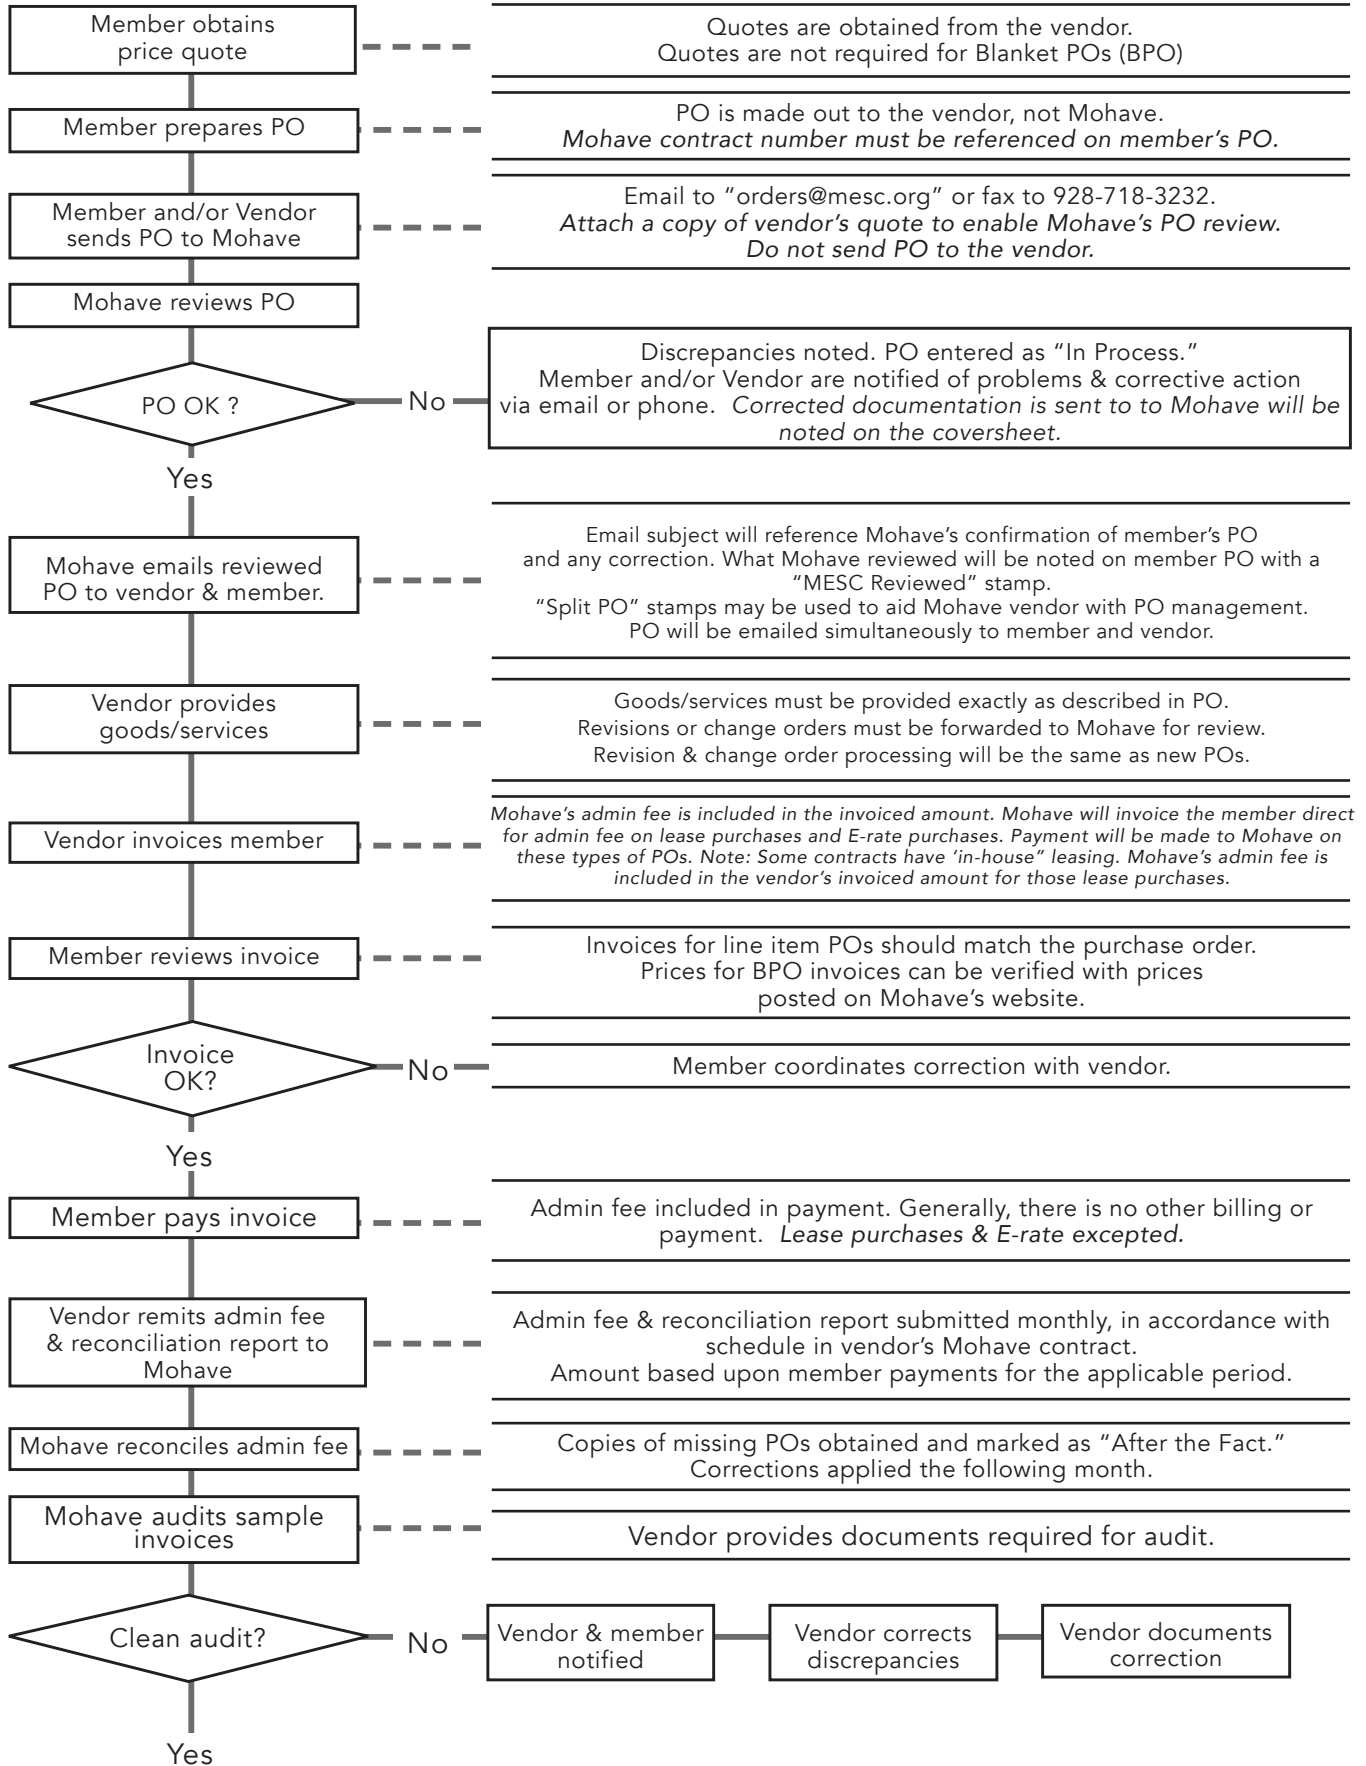 Member obtains
price quote
Quotes are obtained from the vendor.
Quotes are not required for Blanket POs (BPO)
Member prepares PO
PO is made out to the vendor, not Mohave.
Mohave contract number must be referenced on member’s PO.
Member and/or Vendor
sends PO to Mohave
Email to “orders@mesc.org” or fax to 928-718-3232.
Attach a copy of vendor’s quote to enable Mohave’s PO review.
Do not send PO to the vendor.
Mohave reviews PO
PO OK ?
No
Discrepancies noted. PO entered as “In Process.”
Member and/or Vendor are notified of problems & corrective action
via email or phone. Corrected documentation is sent to to Mohave will be
noted on the coversheet.
Yes
Mohave emails reviewed
PO to vendor & member.
Email subject will reference Mohave’s confirmation of member’s PO
and any correction. What Mohave reviewed will be noted on member PO with a
“MESC Reviewed” stamp.
“Split PO” stamps may be used to aid Mohave vendor with PO management.
PO will be emailed simultaneously to member and vendor.
Vendor provides
goods/services
Goods/services must be provided exactly as described in PO.
Revisions or change orders must be forwarded to Mohave for review.
Revision & change order processing will be the same as new POs.
Vendor invoices member
Mohave’s admin fee is included in the invoiced amount. Mohave will invoice the member direct
for admin fee on lease purchases and E-rate purchases. Payment will be made to Mohave on
these types of POs. Note: Some contracts have ‘in-house” leasing. Mohave’s admin fee is
included in the vendor’s invoiced amount for those lease purchases.
Member reviews invoice
Invoices for line item POs should match the purchase order.
Prices for BPO invoices can be verified with prices
posted on Mohave’s website.
Invoice
OK?
No
Member coordinates correction with vendor.
Yes
Member pays invoice
Admin fee included in payment. Generally, there is no other billing or
payment. Lease purchases & E-rate excepted.
Vendor remits admin fee
& reconciliation report to
Mohave
Admin fee & reconciliation report submitted monthly, in accordance with
schedule in vendor’s Mohave contract.
Amount based upon member payments for the applicable period.
Mohave reconciles admin fee
Copies of missing POs obtained and marked as “After the Fact.”
Corrections applied the following month.
Mohave audits sample
invoices
Vendor provides documents required for audit.
Clean audit?
No
Vendor & member
notified
Vendor corrects
discrepancies
Vendor documents
correction
Yes